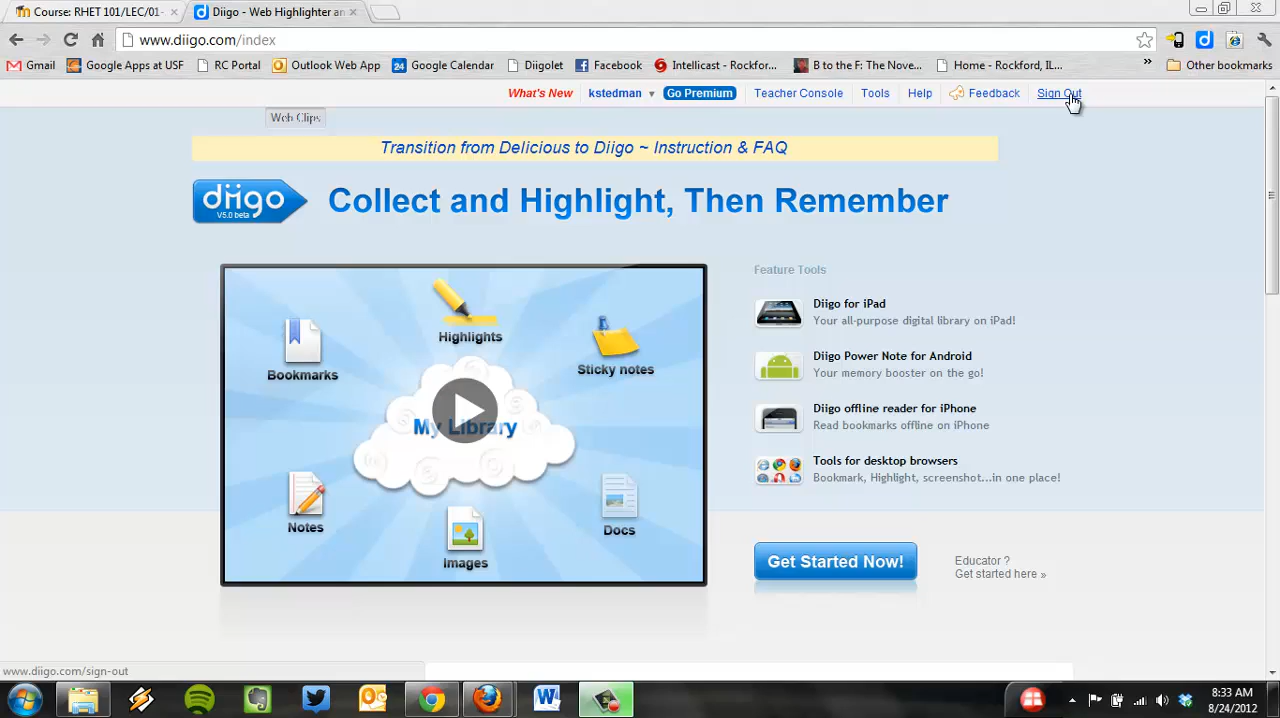 Course: RHET 101/LEC/01-
Diigo - Web Highlighter an
www.diigo.com/index
Gmail
Google Apps at USF
RC Portal
Outlook Web App
24
Google Calendar
Diigolet
Facebook
Intellicast - Rockfor...
B to the F: The Nove...
Home - Rockford, IL...
»
Other bookmarks
What's New
kstedman
Go Premium
Teacher Console
Tools
Help
Feedback
Sign Out
Web Clips
Transition from Delicious to Diigo ~ Instruction & FAQ
diigo
V5.0 beta
Collect and Highlight, Then Remember
Highlights
Bookmarks
Sticky notes
My Library
Notes
Images
Docs
Feature Tools
Diigo for iPad
Your all-purpose digital library on iPad!
Diigo Power Note for Android
Your memory booster on the go!
Diigo offline reader for iPhone
Read bookmarks offline on iPhone
Tools for desktop browsers
Bookmark, Highlight, screenshot...in one place!
Get Started Now!
Educator ?
Get started here »
www.diigo.com/sign-out
8:33 AM
8/24/2012